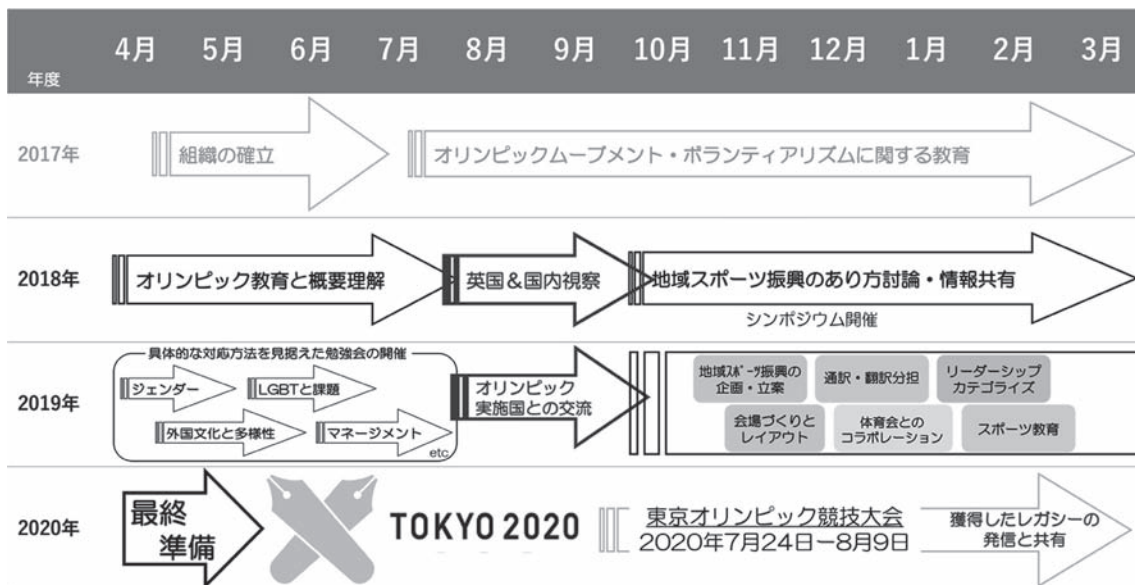 4月 5月 6月 7月 8月 9月 10月 11月 12月 1月 2月 3月
年度
2017年
組織の確立
オリンピックムーブメント・ボランティアリズムに関する教育
2018年
オリンピック教育と概要理解
英国&国内視察
地域スポーツ振興のあり方討論・情報共有
シンポジウム開催
2019年
具体的な対応方法を見据えた勉強会の開催
ジェンダー
LGBTと課題
外国文化と多様性
マネージメント
etc
オリンピック
実施国との交流
地域スポーツ振興の
企画・立案
通訳・翻訳分担
リーダーシップ
カテゴライズ
会場づくりと
レイアウト
体育会との
コラボレーション
スポーツ教育
2020年
最終
準備
TOKYO 2020
東京オリンピック競技大会
2020年7月24日ー8月9日
獲得したレガシーの
発信と共有